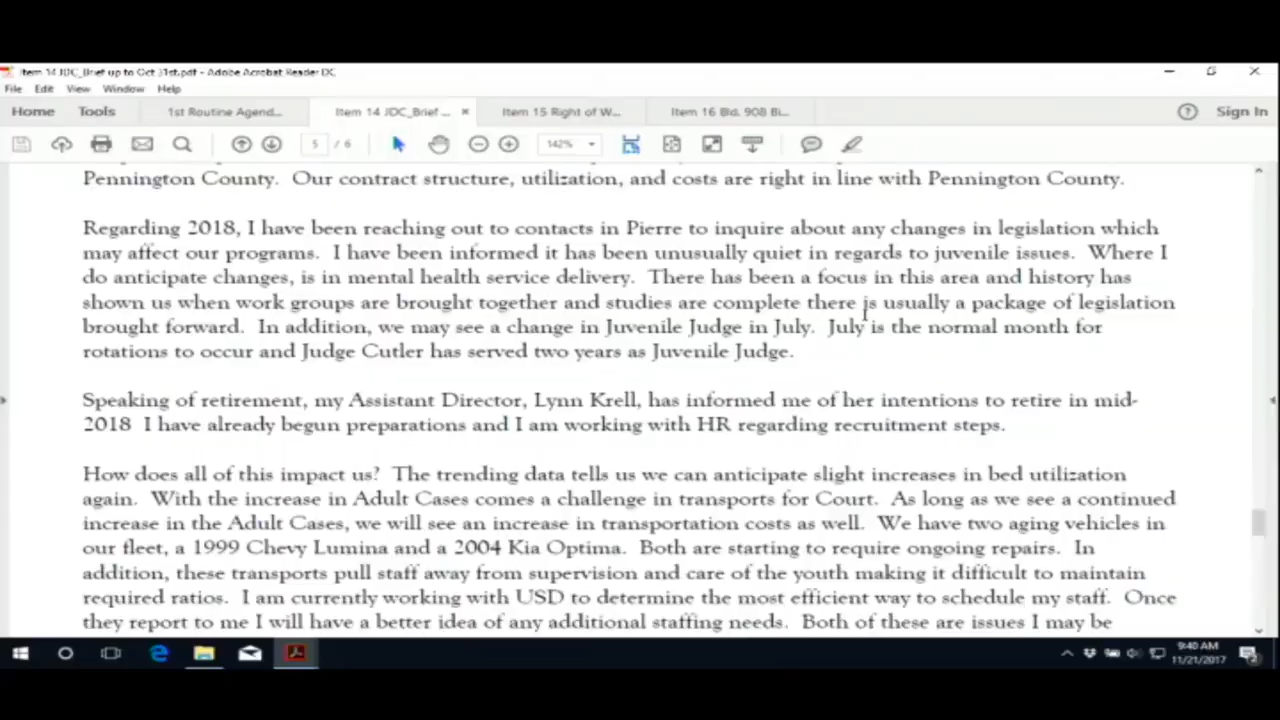 Item 14 JDC_Brief up to Oct 31st.pdf - Adobe Acrobat Reader DC
File Edit View Window Help
Home Tools 1st Routine Agend... Item 14 JDC_Brief ... × Item 15 Right of W... Item 16 Bid. 908 Bi... Sign In
5 / 6 142%
Pennington County. Our contract structure, utilization, and costs are right in line with Pennington County.
Regarding 2018, I have been reaching out to contacts in Pierre to inquire about any changes in legislation which
may affect our programs. I have been informed it has been unusually quiet in regards to juvenile issues. Where I
do anticipate changes, is in mental health service delivery. There has been a focus in this area and history has
shown us when work groups are brought together and studies are complete there is usually a package of legislation
brought forward. In addition, we may see a change in Juvenile Judge in July. July is the normal month for
rotations to occur and Judge Cutler has served two years as Juvenile Judge.
Speaking of retirement, my Assistant Director, Lynn Krell, has informed me of her intentions to retire in mid-
2018 I have already begun preparations and I am working with HR regarding recruitment steps.
How does all of this impact us? The trending data tells us we can anticipate slight increases in bed utilization
again. With the increase in Adult Cases comes a challenge in transports for Court. As long as we see a continued
increase in the Adult Cases, we will see an increase in transportation costs as well. We have two aging vehicles in
our fleet, a 1999 Chevy Lumina and a 2004 Kia Optima. Both are starting to require ongoing repairs. In
addition, these transports pull staff away from supervision and care of the youth making it difficult to maintain
required ratios. I am currently working with USD to determine the most efficient way to schedule my staff. Once
they report to me I will have a better idea of any additional staffing needs. Both of these are issues I may be
9:40 AM
11/21/2017